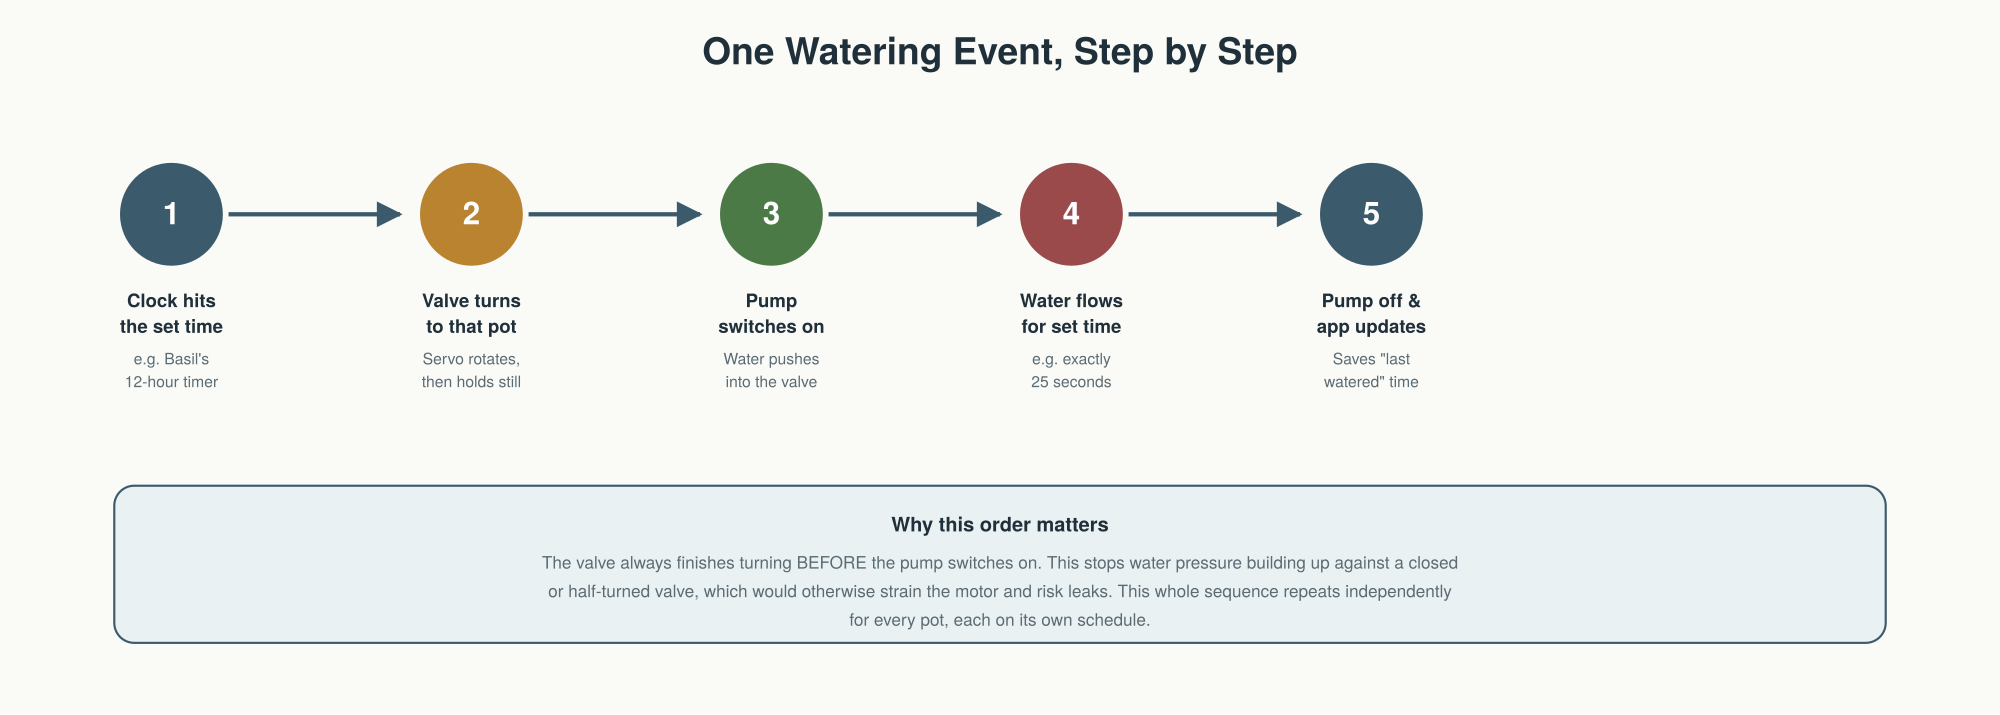 One Watering Event, Step by Step
1
2
3
4
5
Clock hits
the set time
e.g. Basil's
12-hour timer
Valve turns
to that pot
Servo rotates,
then holds still
Pump
switches on
Water pushes
into the valve
Water flows
for set time
e.g. exactly
25 seconds
Pump off &
app updates
Saves "last
watered" time
Why this order matters
The valve always finishes turning BEFORE the pump switches on. This stops water pressure building up against a closed
or half-turned valve, which would otherwise strain the motor and risk leaks. This whole sequence repeats independently
for every pot, each on its own schedule.